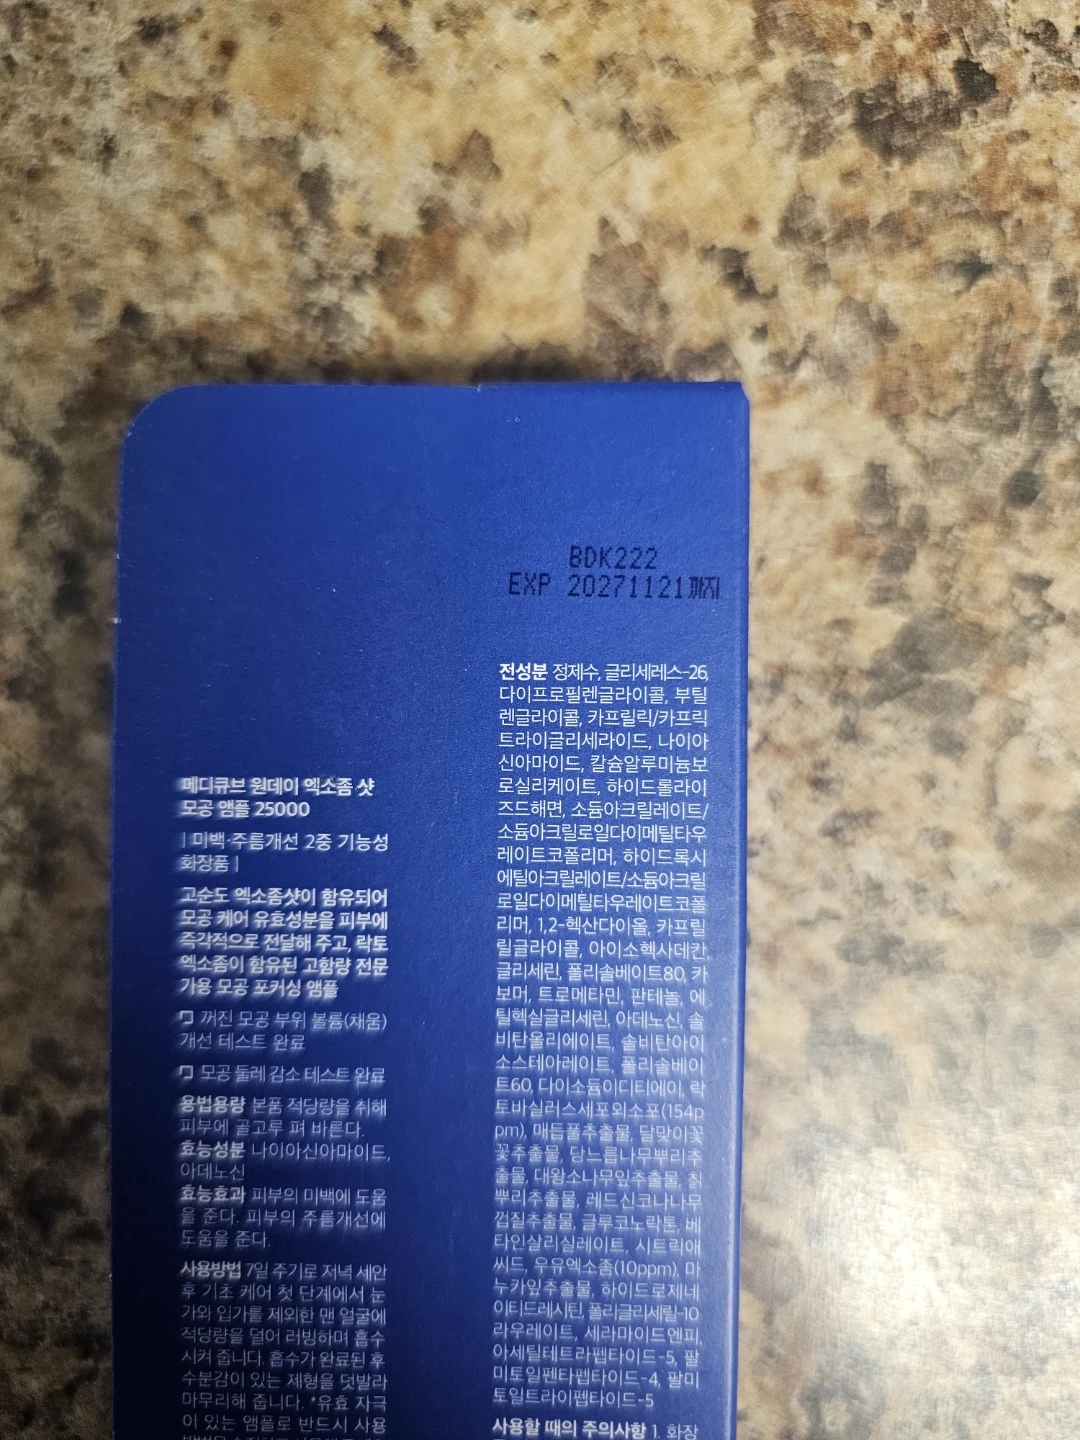 BDK222
EXP 20271121까지
메디큐브 원데이 엑소좀 샷
모공 앰플 25000
| 미백·주름개선 2중 기능성
화장품 |
고순도 엑소좀샷이 함유되어
모공 케어 유효성분을 피부에
즉각적으로 전달해 주고, 락토
엑소좀이 함유된 고함량 전문
가용 모공 포커싱 앰플
❏ 꺼진 모공 부위 볼륨(채움)
개선 테스트 완료
❏ 모공 둘레 감소 테스트 완료
용법용량 본품 적당량을 취해
피부에 골고루 펴 바른다.
효능성분 나이아신아마이드,
아데노신
효능효과 피부의 미백에 도움
을 준다. 피부의 주름개선에
도움을 준다.
사용방법 7일 주기로 저녁 세안
후 기초 케어 첫 단계에서 눈
가와 입가를 제외한 맨 얼굴에
적당량을 덜어 러빙하며 흡수
시켜 줍니다. 흡수가 완료된 후
수분감이 있는 제형을 덧발라
마무리해 줍니다. *유효 자극
이 있는 앰플로 반드시 사용
전성분 정제수, 글리세레스-26,
다이프로필렌글라이콜, 부틸
렌글라이콜, 카프릴릭/카프릭
트라이글리세라이드, 나이아
신아마이드, 칼슘알루미늄보
로실리케이트, 하이드롤라이
즈드해면, 소듐아크릴레이트/
소듐아크릴로일다이메틸타우
레이트코폴리머, 하이드록시
에틸아크릴레이트/소듐아크릴
로일다이메틸타우레이트코폴
리머, 1,2-헥산다이올, 카프릴
릴글라이콜, 아이소헥사데칸,
글리세린, 폴리솔베이트80, 카
보머, 트로메타민, 판테놀, 에
틸헥실글리세린, 아데노신, 솔
비탄올리에이트, 솔비탄아이
소스테아레이트, 폴리솔베이
트60, 다이소듐이디티에이, 락
토바실러스세포외소포(154p
pm), 매듭풀추출물, 달맞이꽃
꽃추출물, 당느릅나무뿌리추
출물, 대왕소나무잎추출물, 칡
뿌리추출물, 레드신코나나무
껍질추출물, 글루코노락톤, 베
타인살리실레이트, 시트릭애
씨드, 우유엑소좀(10ppm), 마
누카잎추출물, 하이드로제네
이티드레시틴, 폴리글리세릴-10
라우레이트, 세라마이드엔피,
아세틸테트라펩타이드-5, 팔
미토일펜타펩타이드-4, 팔미
토일트라이펩타이드-5
사용할 때의 주의사항 1. 화장